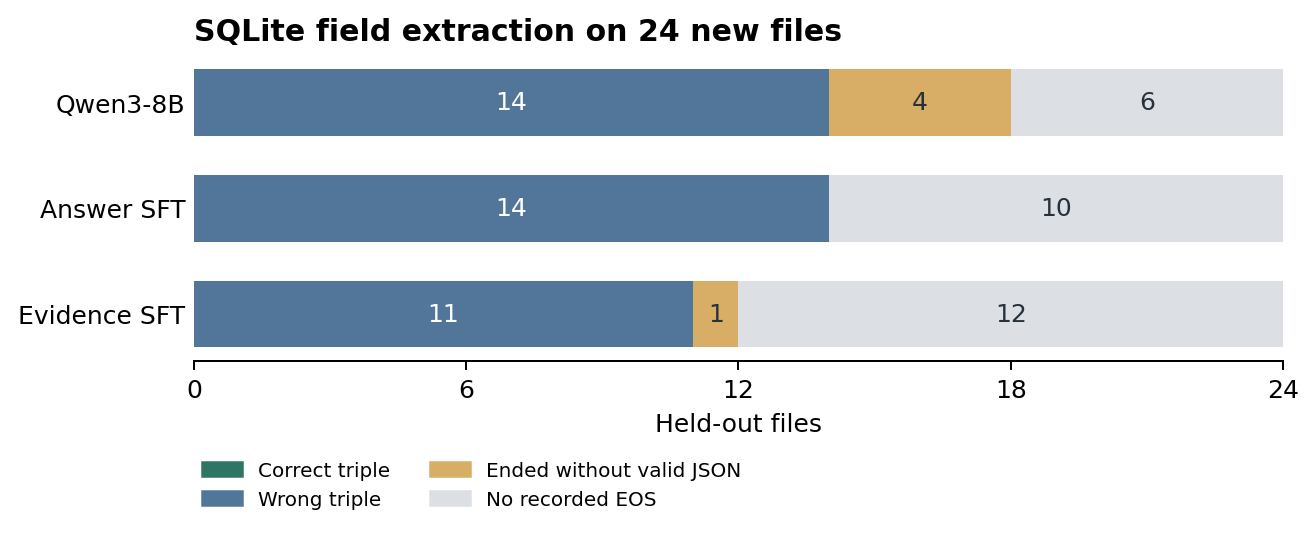 SQLite field extraction on 24 new files
Qwen3-8B 14 4 6
Answer SFT 14 10
Evidence SFT 11 1 12
0 6 12 18 24
Held-out files
Correct triple Ended without valid JSON
Wrong triple No recorded EOS